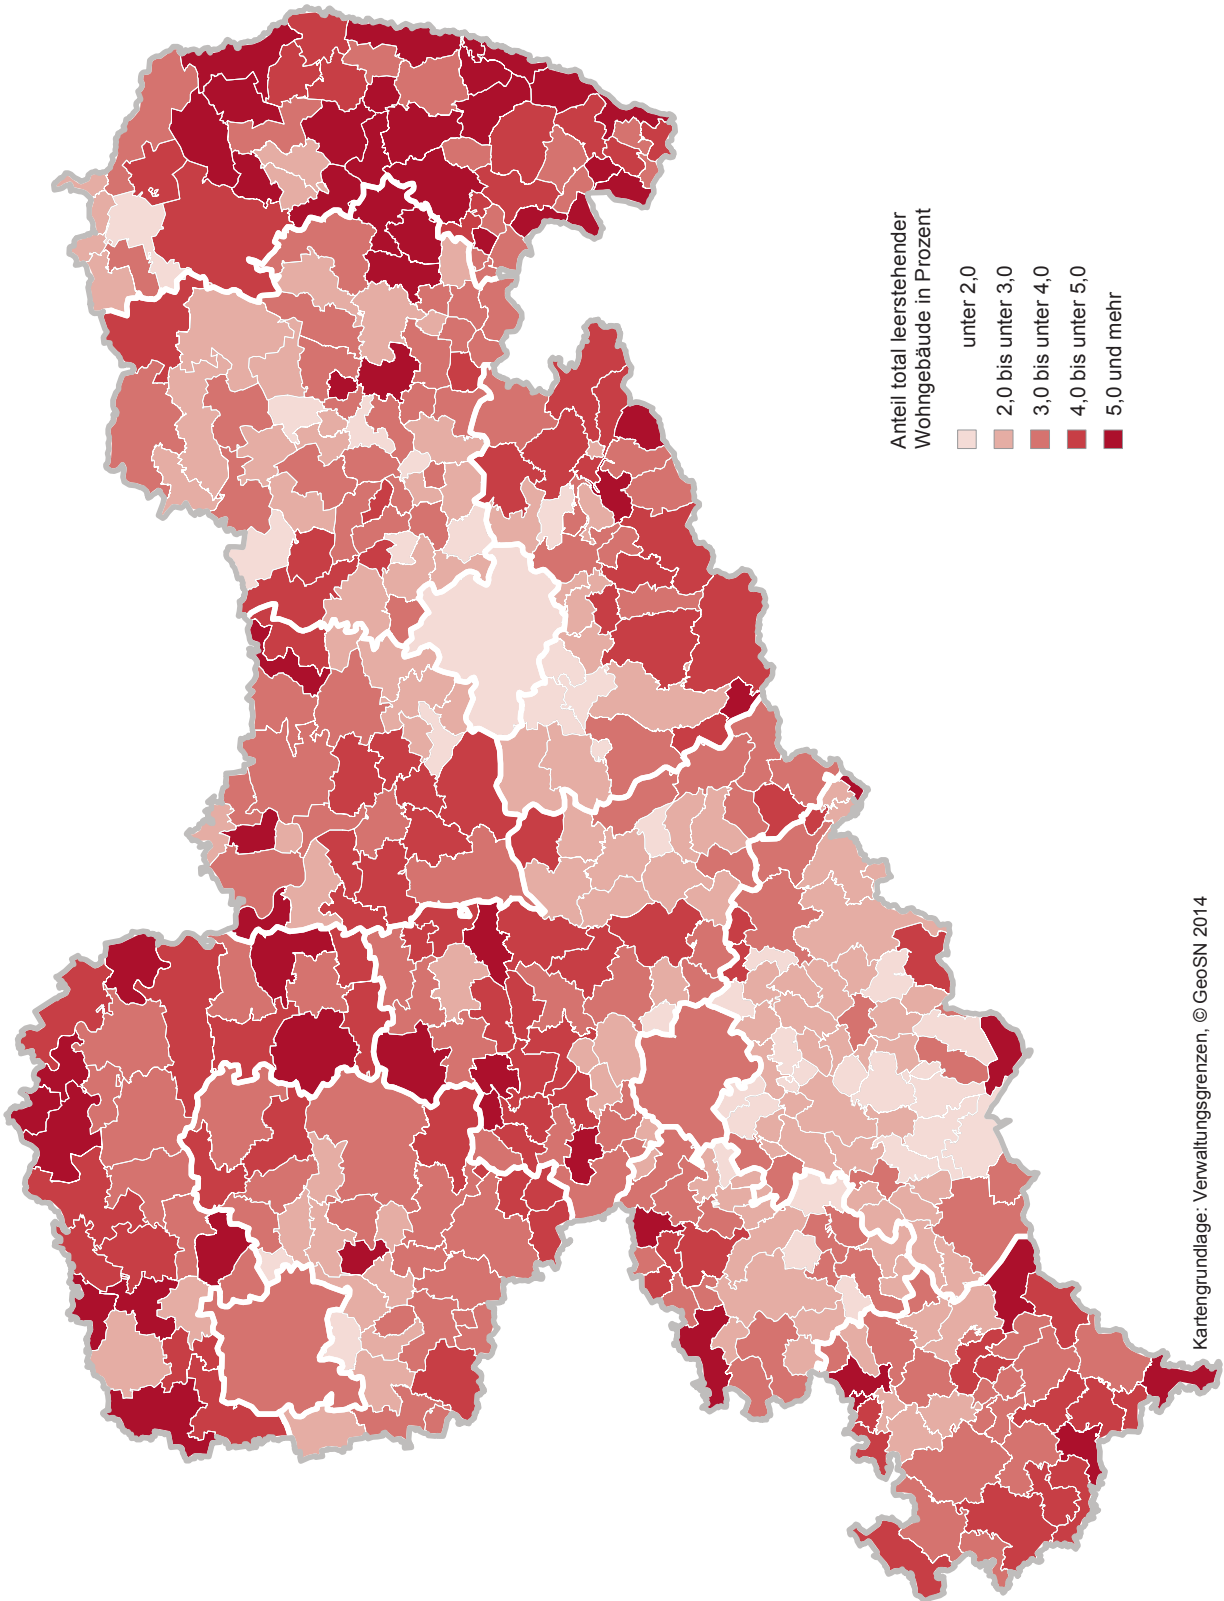 Anteil total leerstehender
Wohngebäude in Prozent
unter 2,0
2,0 bis unter 3,0
3,0 bis unter 4,0
4,0 bis unter 5,0
5,0 und mehr
Kartengrundlage: Verwaltungsgrenzen, © GeoSN 2014